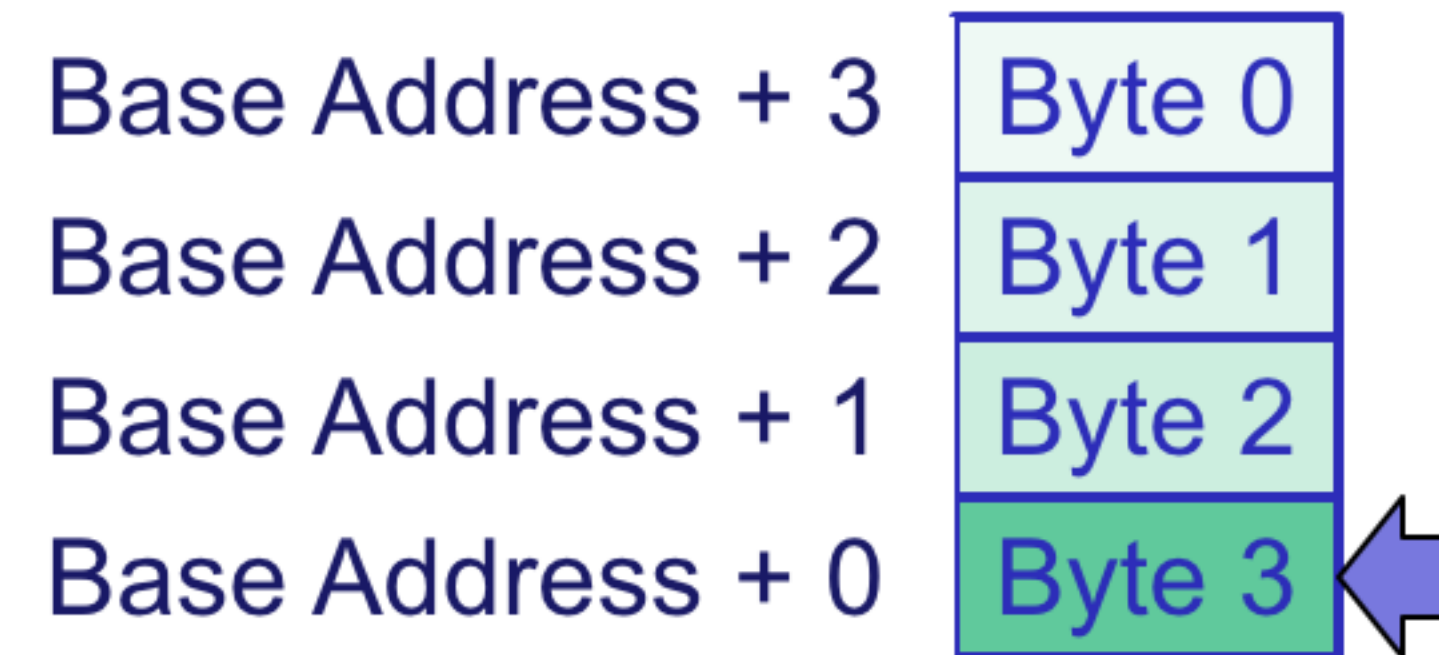 Base Address + 3 Byte 0
Base Address + 2 Byte 1
Base Address + 1 Byte 2
Base Address + 0 Byte 3